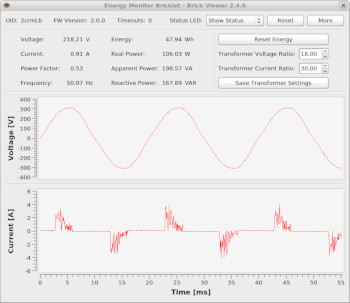 Energy Monitor Bricklet - Brick Viewer 2.4.6
UID: 2crmLb FW Version: 2.0.0 Timeouts: 0 Status LED: Show Status Reset More
Voltage: 218.21 V Energy: 47.94 Wh Reset Energy
Current: 0.91 A Real Power: 106.03 W Transformer Voltage Ratio: 18.00
Power Factor: 0.53 Apparent Power: 198.57 VA Transformer Current Ratio: 30.00
Frequency: 50.07 Hz Reactive Power: 167.89 VAR Save Transformer Settings
Voltage [V]
400
300
200
100
0
-100
-200
-300
-400
Current [A]
6
4
2
0
-2
-4
-6
0 5 10 15 20 25 30 35 40 45 50 55
Time [ms]